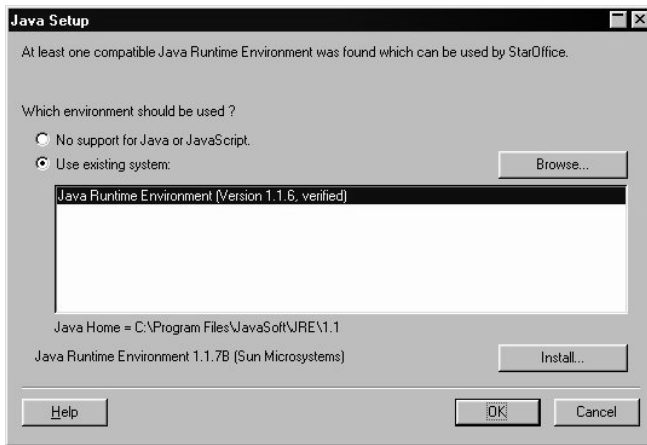 Java Setup
At least one compatible Java Runtime Environment was found which can be used by StarOffice.
Which environment should be used ?
No support for Java or JavaScript.
Use existing system:
Browse...
Java Runtime Environment (Version 1.1.6, verified)
Java Home = C:\Program Files\JavaSoft\JRE\1.1
Java Runtime Environment 1.1.7B (Sun Microsystems)
Install...
Help
OK
Cancel